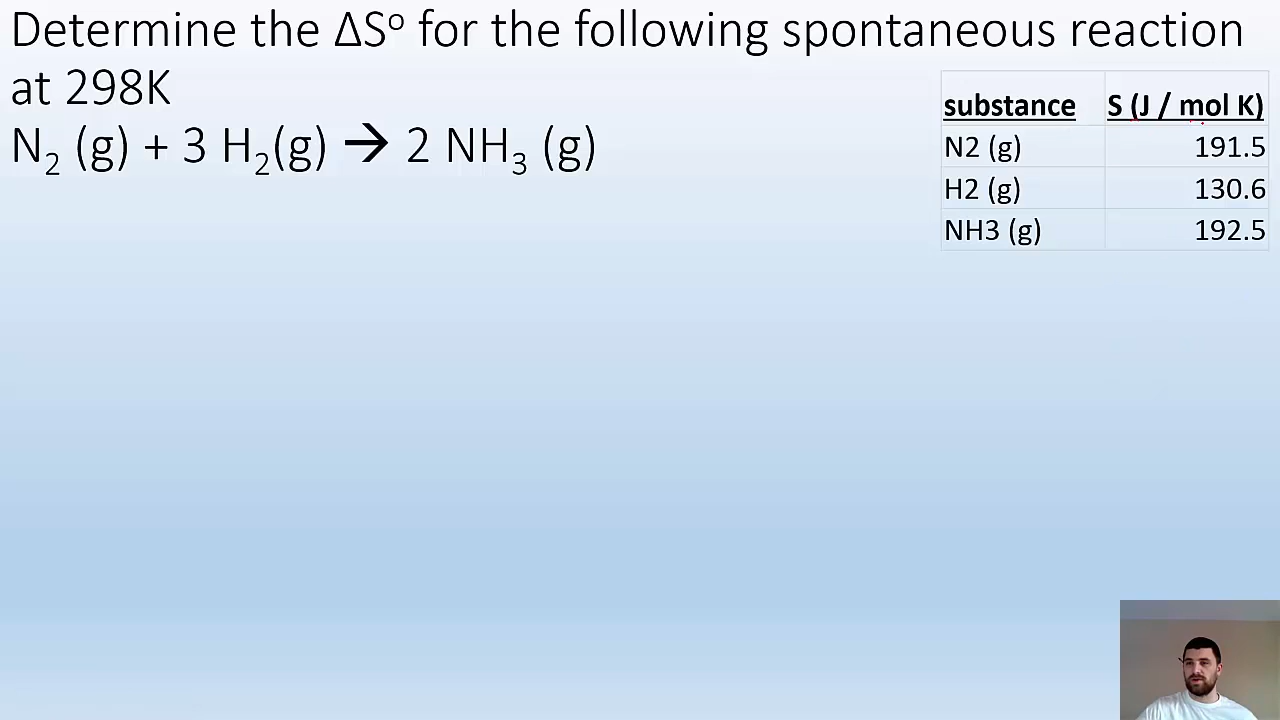 Determine the ΔSº for the following spontaneous reaction
at 298K
N₂ (g) + 3 H₂(g) → 2 NH₃ (g)
substance S (J / mol K)
N2 (g) 191.5
H2 (g) 130.6
NH3 (g) 192.5